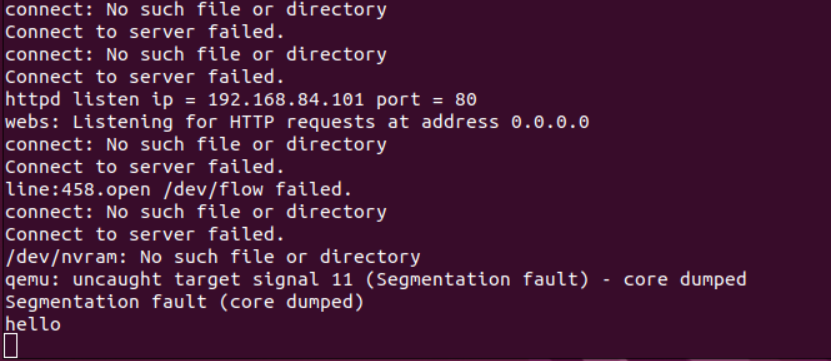 connect: No such file or directory
Connect to server failed.
connect: No such file or directory
Connect to server failed.
httpd listen ip = 192.168.84.101 port = 80
webs: Listening for HTTP requests at address 0.0.0.0
connect: No such file or directory
Connect to server failed.
line:458.open /dev/flow failed.
connect: No such file or directory
Connect to server failed.
/dev/nvram: No such file or directory
qemu: uncaught target signal 11 (Segmentation fault) - core dumped
Segmentation fault (core dumped)
hello